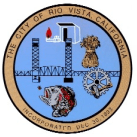 THE CITY OF RIO VISTA CALIFORNIA
INCORPORATED DEC. 30, 1893